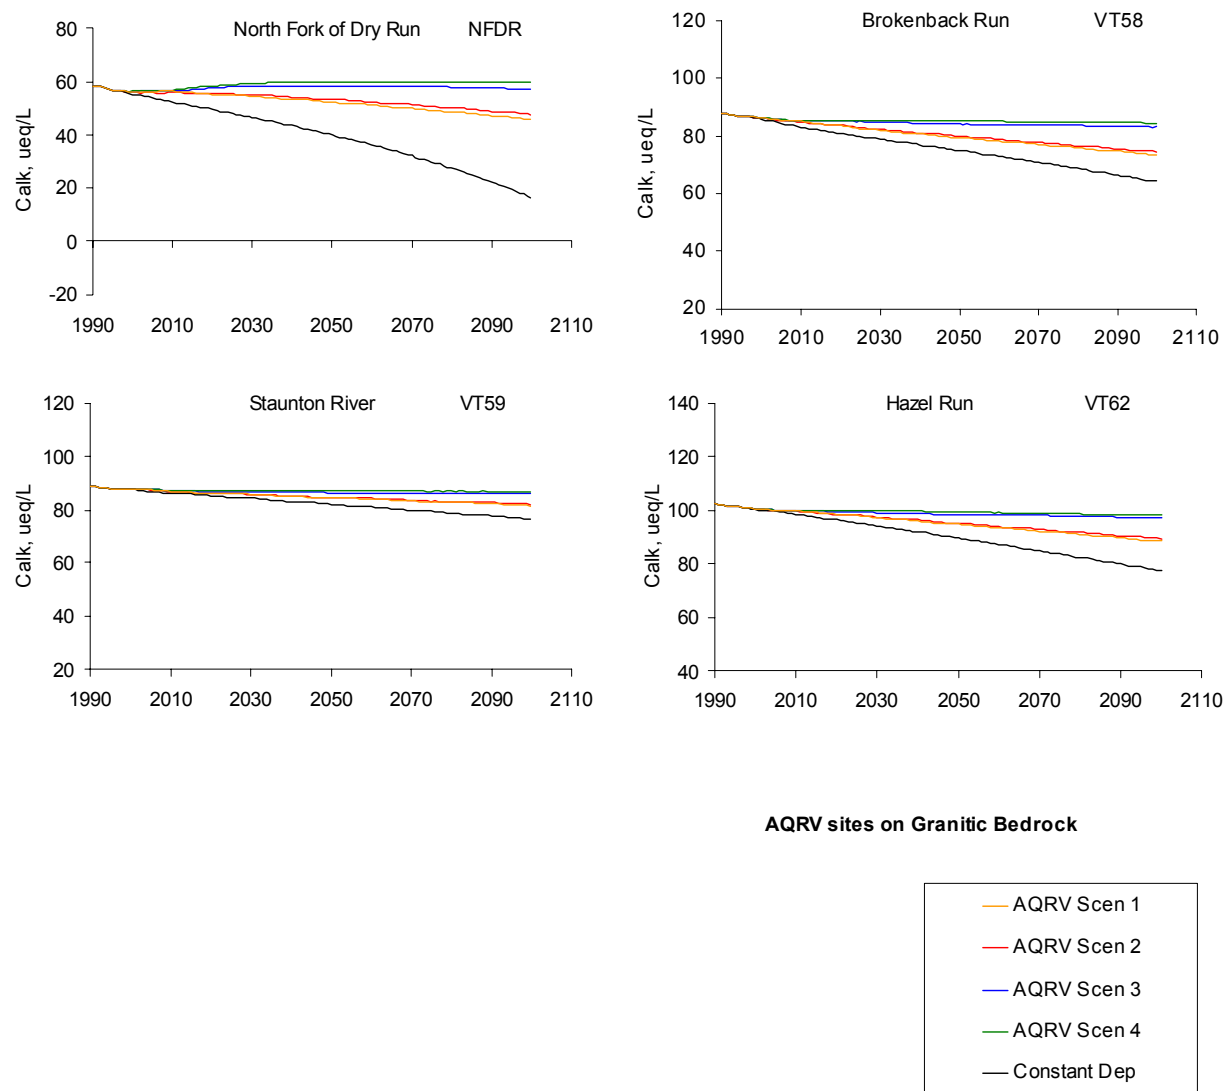 North Fork of Dry Run NFDR
Calk, ueq/L
80
60
40
20
0
-20
1990 2010 2030 2050 2070 2090 2110
Brokenback Run VT58
Calk, ueq/L
120
100
80
60
40
20
1990 2010 2030 2050 2070 2090 2110
Staunton River VT59
Calk, ueq/L
120
100
80
60
40
20
1990 2010 2030 2050 2070 2090 2110
Hazel Run VT62
Calk, ueq/L
140
120
100
80
60
40
1990 2010 2030 2050 2070 2090 2110
AQRV sites on Granitic Bedrock
AQRV Scen 1
AQRV Scen 2
AQRV Scen 3
AQRV Scen 4
Constant Dep